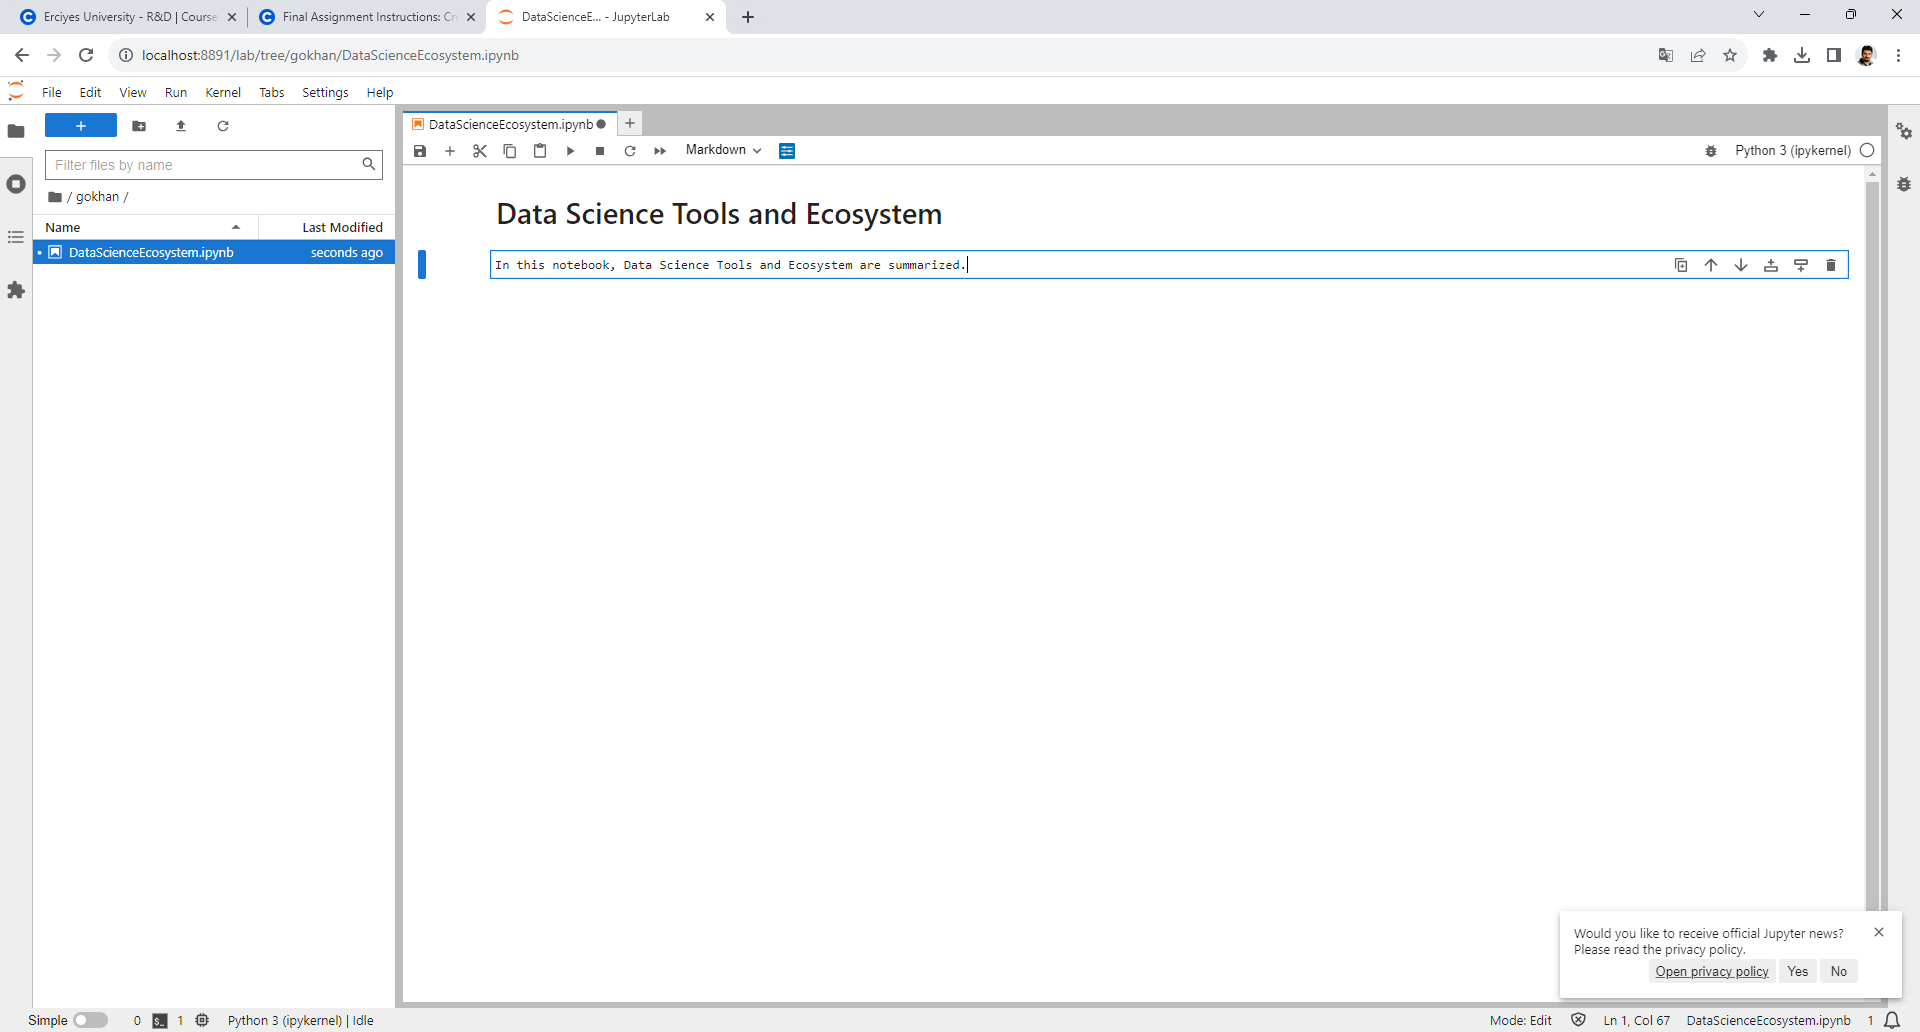 Erciyes University - R&D | Course
Final Assignment Instructions: Cr
DataScienceE... - JupyterLab
localhost:8891/lab/tree/gokhan/DataScienceEcosystem.ipynb
File Edit View Run Kernel Tabs Settings Help
Filter files by name
/ gokhan /
Name Last Modified
DataScienceEcosystem.ipynb seconds ago
DataScienceEcosystem.ipynb
Markdown
Python 3 (ipykernel)
Data Science Tools and Ecosystem
In this notebook, Data Science Tools and Ecosystem are summarized.
Would you like to receive official Jupyter news?
Please read the privacy policy.
Open privacy policy Yes No
Simple 0 $_ 1 Python 3 (ipykernel) | Idle Mode: Edit Ln 1, Col 67 DataScienceEcosystem.ipynb 1